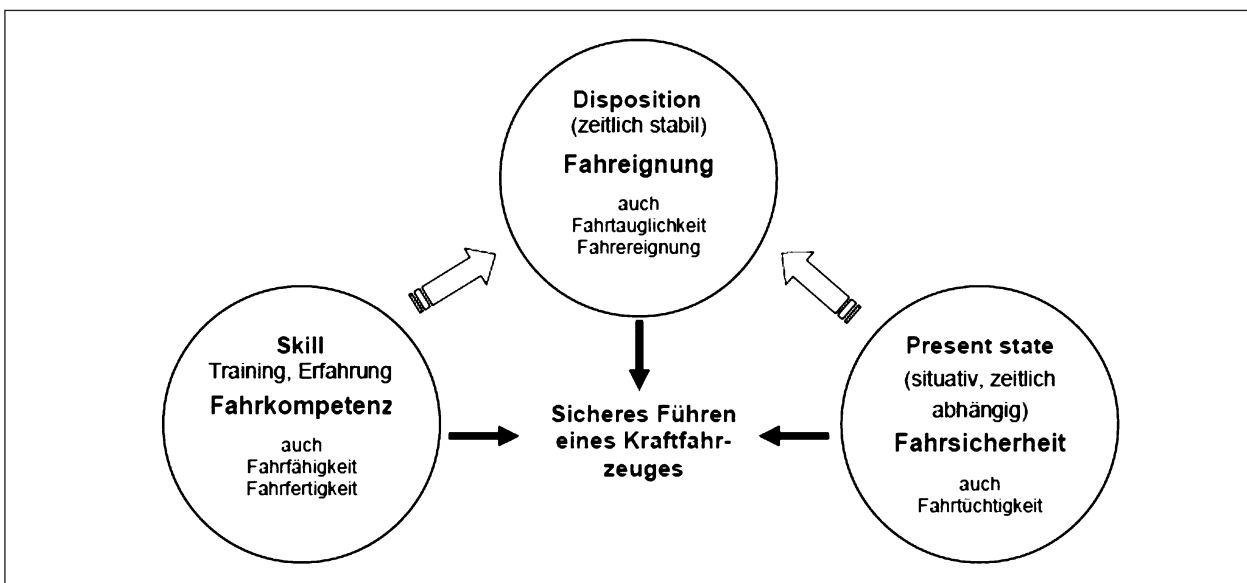 Disposition
(zeitlich stabil)
Fahreignung
auch
Fahrtauglichkeit
Fahrereignung
Skill
Training, Erfahrung
Fahrkompetenz
auch
Fahrfähigkeit
Fahrfertigkeit
Sicheres Führen
eines Kraftfahr-
zeuges
Present state
(situativ, zeitlich
abhängig)
Fahrsicherheit
auch
Fahrtüchtigkeit